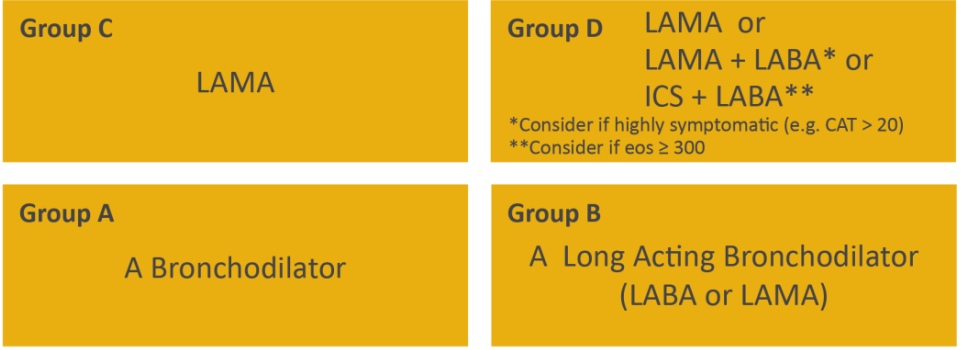 Group C
LAMA
Group D
LAMA or
LAMA + LABA* or
ICS + LABA**
*Consider if highly symptomatic (e.g. CAT > 20)
**Consider if eos ≥ 300
Group A
A Bronchodilator
Group B
A Long Acting Bronchodilator
(LABA or LAMA)